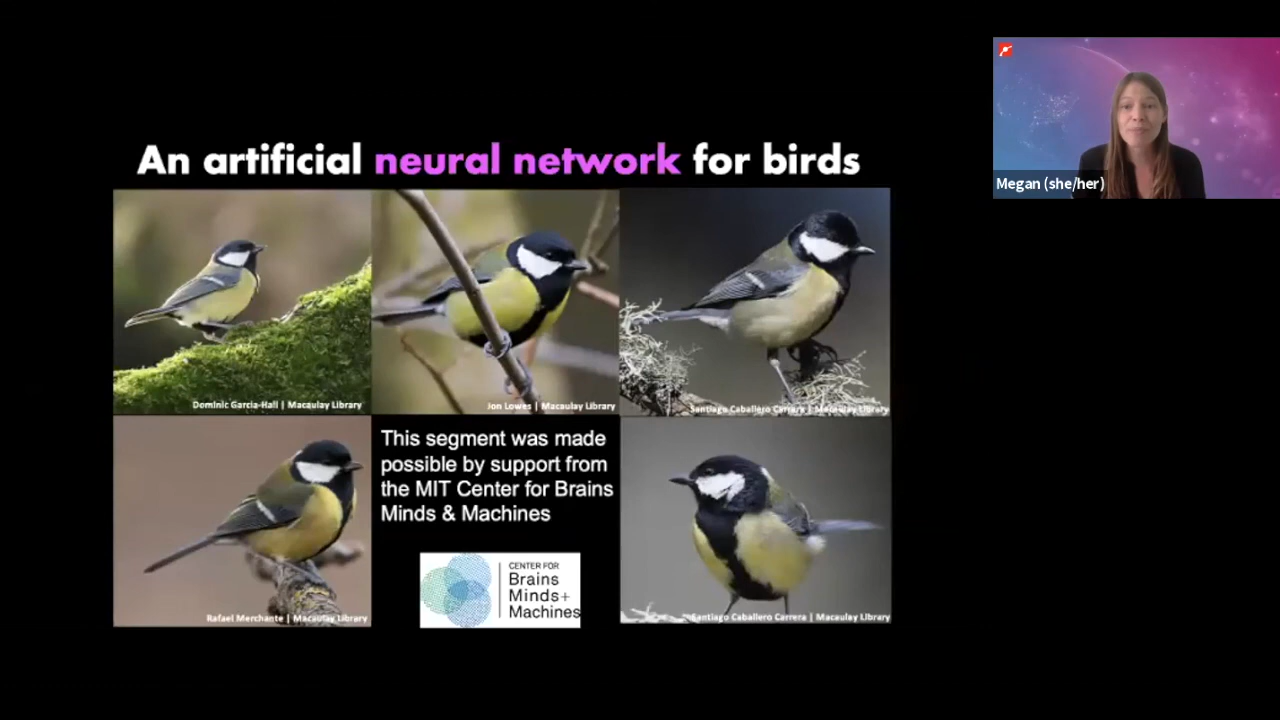 An artificial neural network for birds
Megan (she/her)
Dominic Garcia-Hall | Macaulay Library
Jon Lowes | Macaulay Library
Santiago Caballero Carrera | Macaulay Library
This segment was made
possible by support from
the MIT Center for Brains
Minds & Machines
CENTER FOR
Brains
Minds+
Machines
Rafael Merchante | Macaulay Library
Santiago Caballero Carrera | Macaulay Library